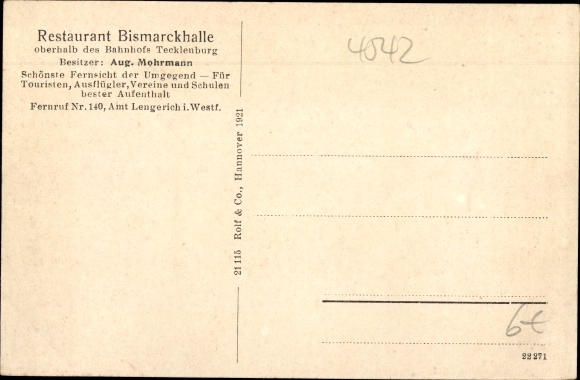 Restaurant Bismarckhalle
oberhalb des Bahnhofs Tecklenburg
Besitzer: Aug. Mohrmann
Schönste Fernsicht der Umgegend — Für
Touristen, Ausflügler, Vereine und Schulen
bester Aufenthalt
Fernruf Nr. 140, Amt Lengerich i. Westf.
4542
21115 Rolf & Co., Hannover 1921
6€
22271